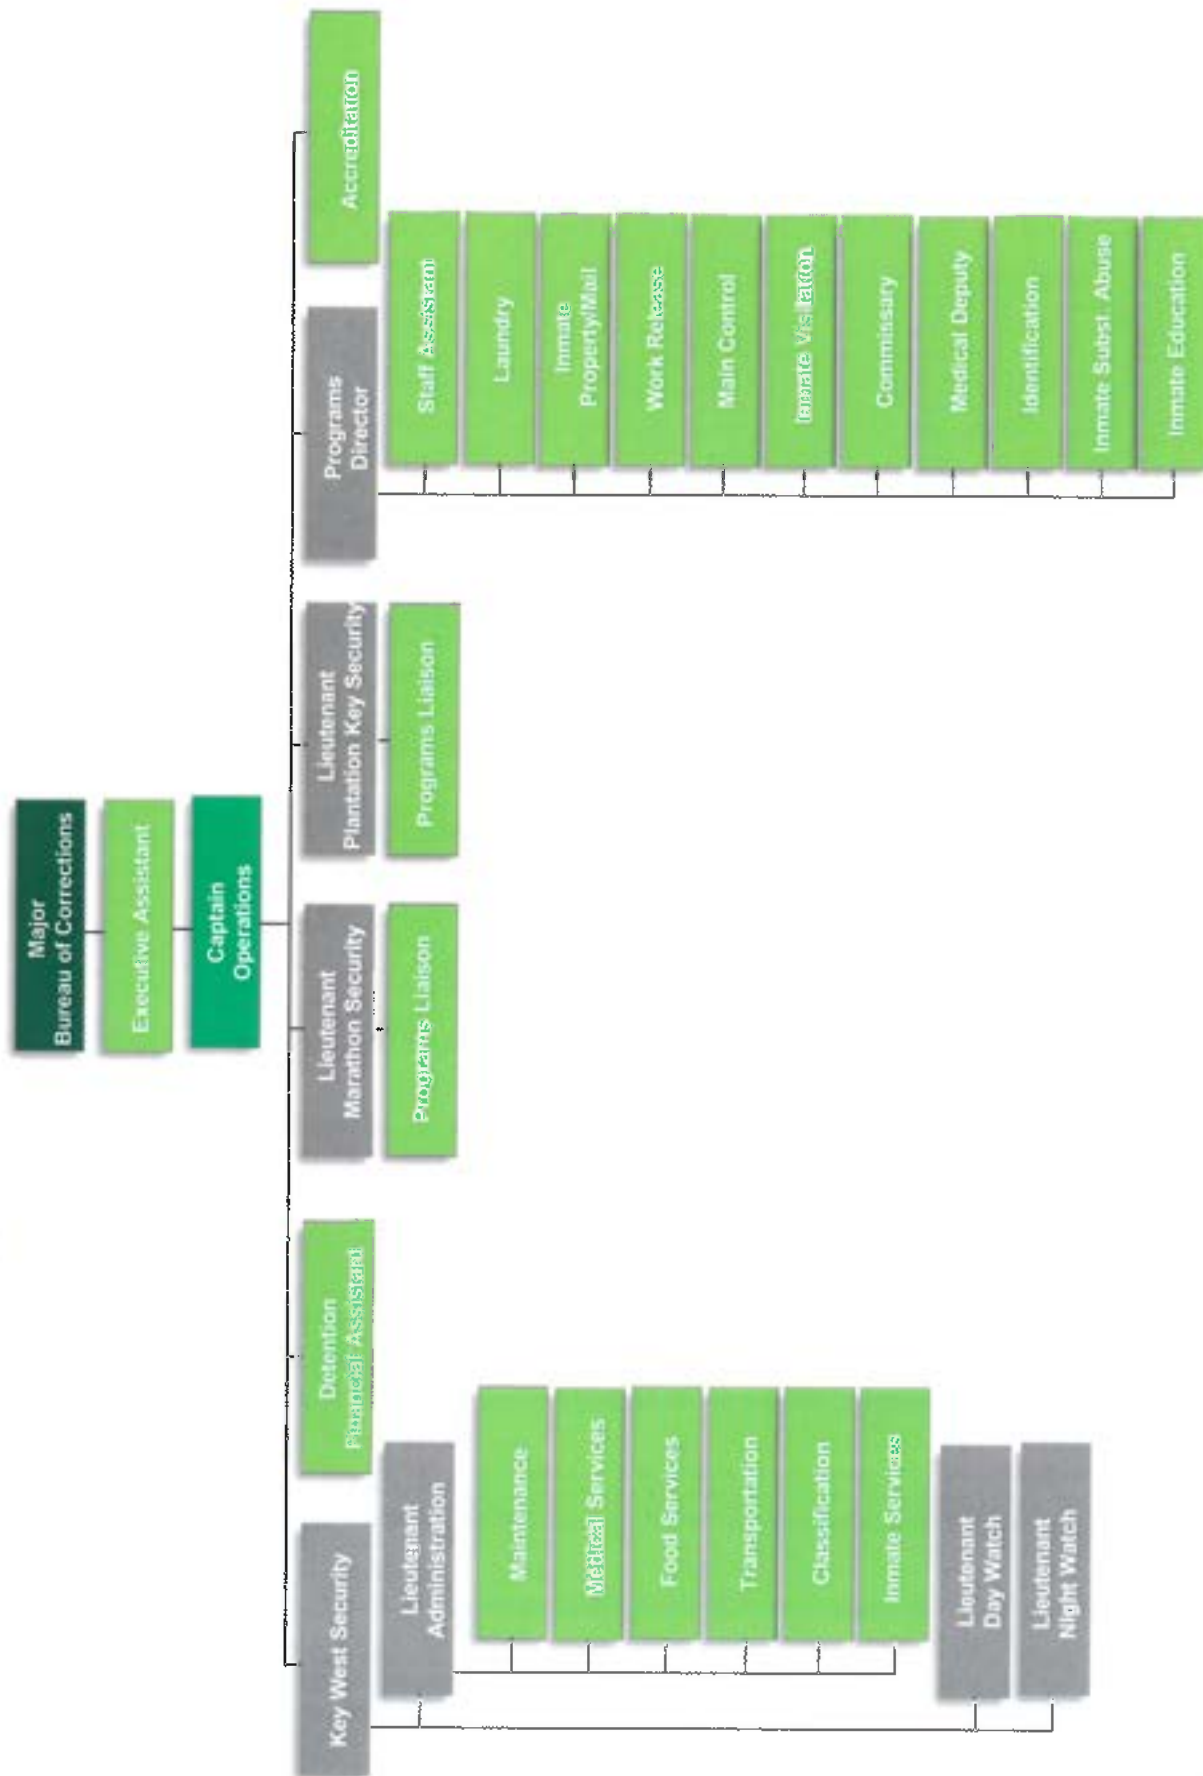 Major
Bureau of Corrections
Executive Assistant
Captain
Operations
Key West Security
Detention
Financial Assistant
Lieutenant
Marathon Security
Lieutenant
Plantation Key Security
Programs
Director
Accreditation
Lieutenant
Administration
Maintenance
Medical Services
Food Services
Transportation
Classification
Inmate Services
Lieutenant
Day Watch
Lieutenant
Night Watch
Programs Liaison
Programs Liaison
Staff Assistant
Laundry
Inmate
Property/Mail
Work Release
Main Control
Inmate Visitation
Commissary
Medical Deputy
Identification
Inmate Subst. Abuse
Inmate Education